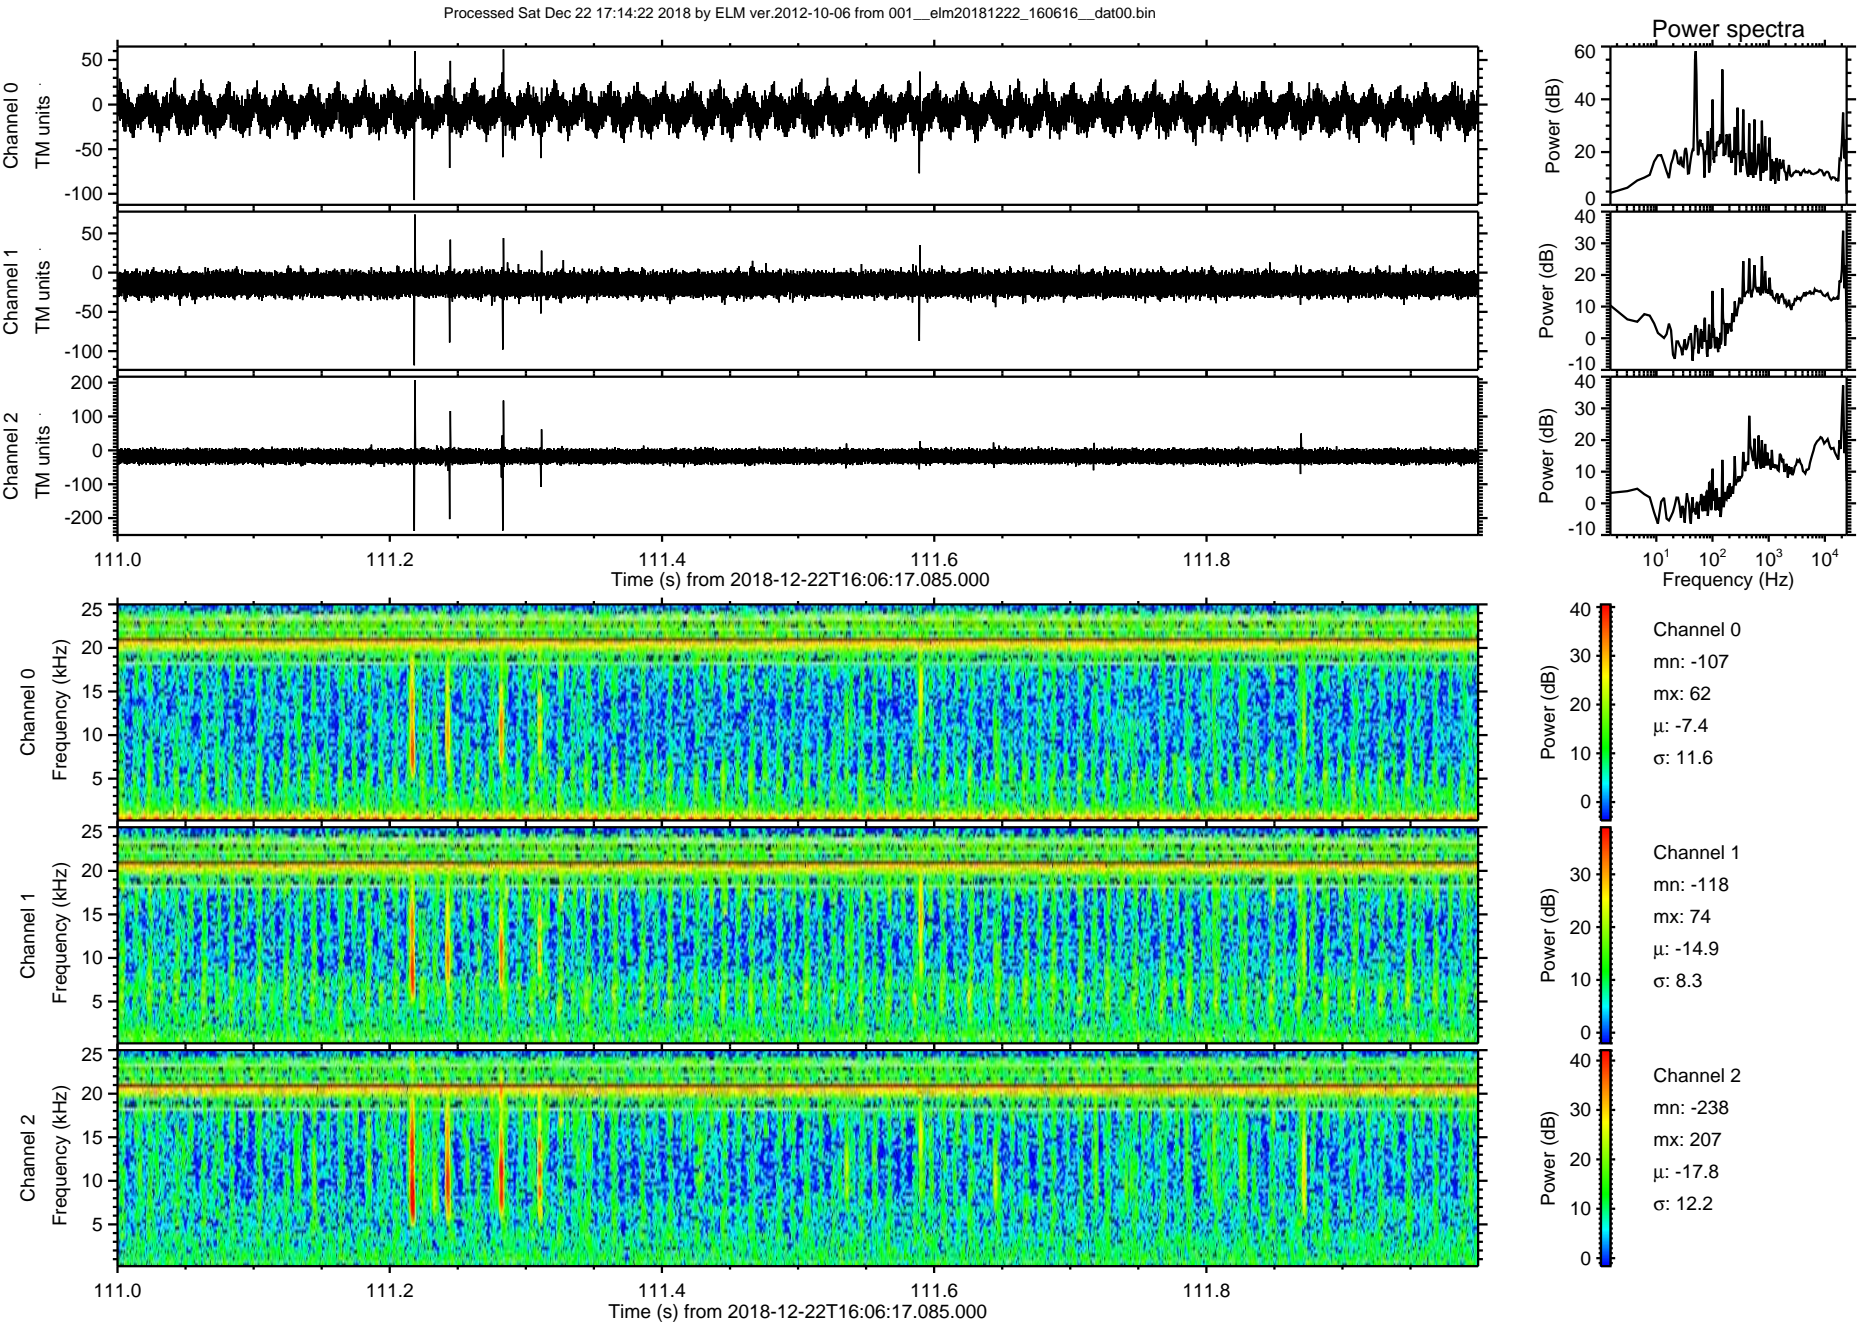 Processed Sat Dec 22 17:14:22 2018 by ELM ver.2012-10-06 from 001__elm20181222_160616__dat00.bin
Power spectra
Channel 0
TM units
50
0
-50
-100
Power (dB)
60
40
20
0
Channel 1
TM units
50
0
-50
-100
Power (dB)
40
30
20
10
0
-10
Channel 2
TM units
200
100
0
-100
-200
Power (dB)
40
30
20
10
0
-10
111.0 111.2 111.4 111.6 111.8
Time (s) from 2018-12-22T16:06:17.085.000
10¹ 10² 10³ 10⁴
Frequency (Hz)
Channel 0
Frequency (kHz)
25
20
15
10
5
Power (dB)
40
30
20
10
0
Channel 0
mn: -107
mx: 62
µ: -7.4
σ: 11.6
Channel 1
Frequency (kHz)
25
20
15
10
5
Power (dB)
30
20
10
0
Channel 1
mn: -118
mx: 74
µ: -14.9
σ: 8.3
Channel 2
Frequency (kHz)
25
20
15
10
5
Power (dB)
40
30
20
10
0
Channel 2
mn: -238
mx: 207
µ: -17.8
σ: 12.2
111.0 111.2 111.4 111.6 111.8
Time (s) from 2018-12-22T16:06:17.085.000